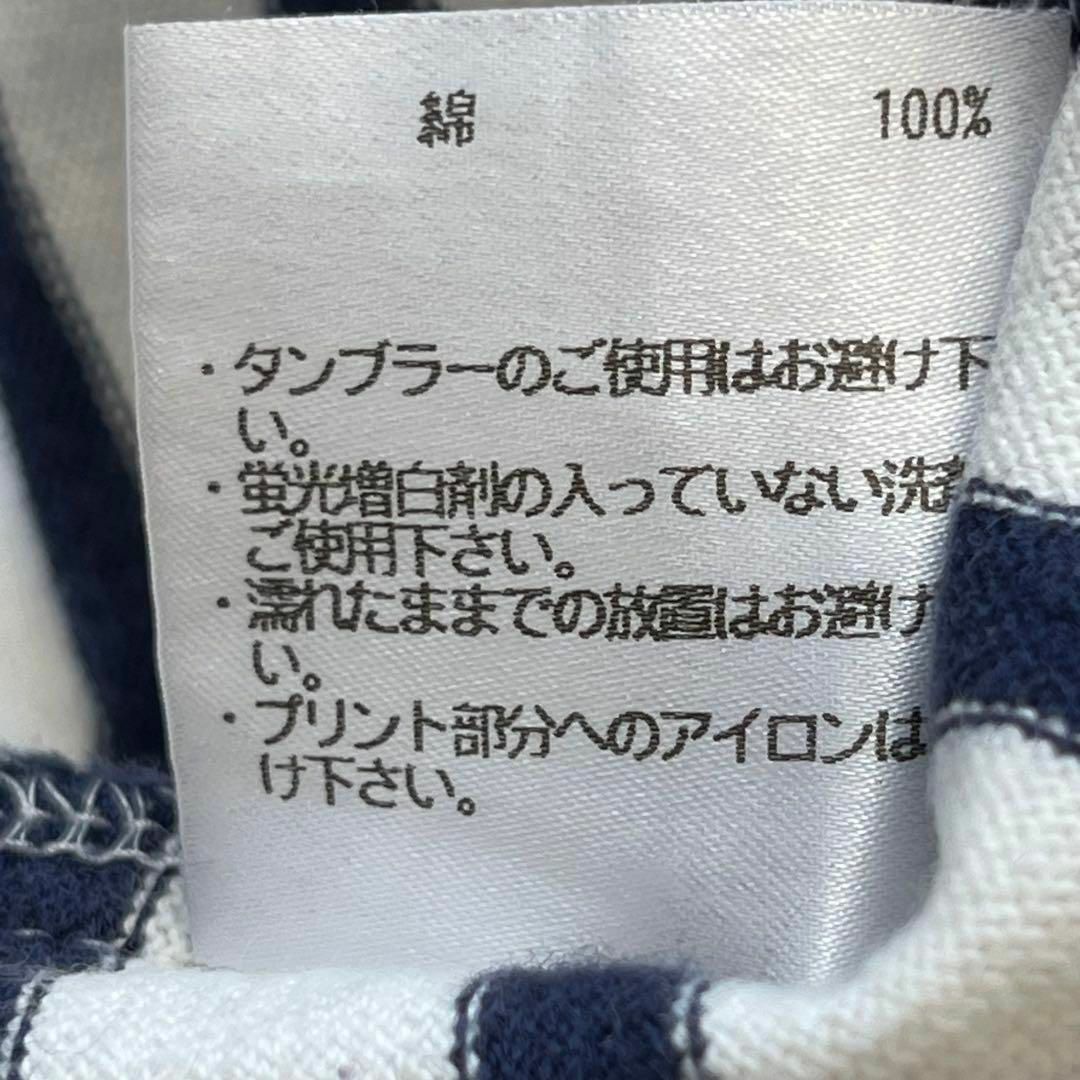 綿 100%
・タンブラーのご使用はお避け下
い。
・蛍光増白剤の入っていない洗
ご使用下さい。
・濡れたままでの放置はお避け
い。
・プリント部分へのアイロンは
け下さい。